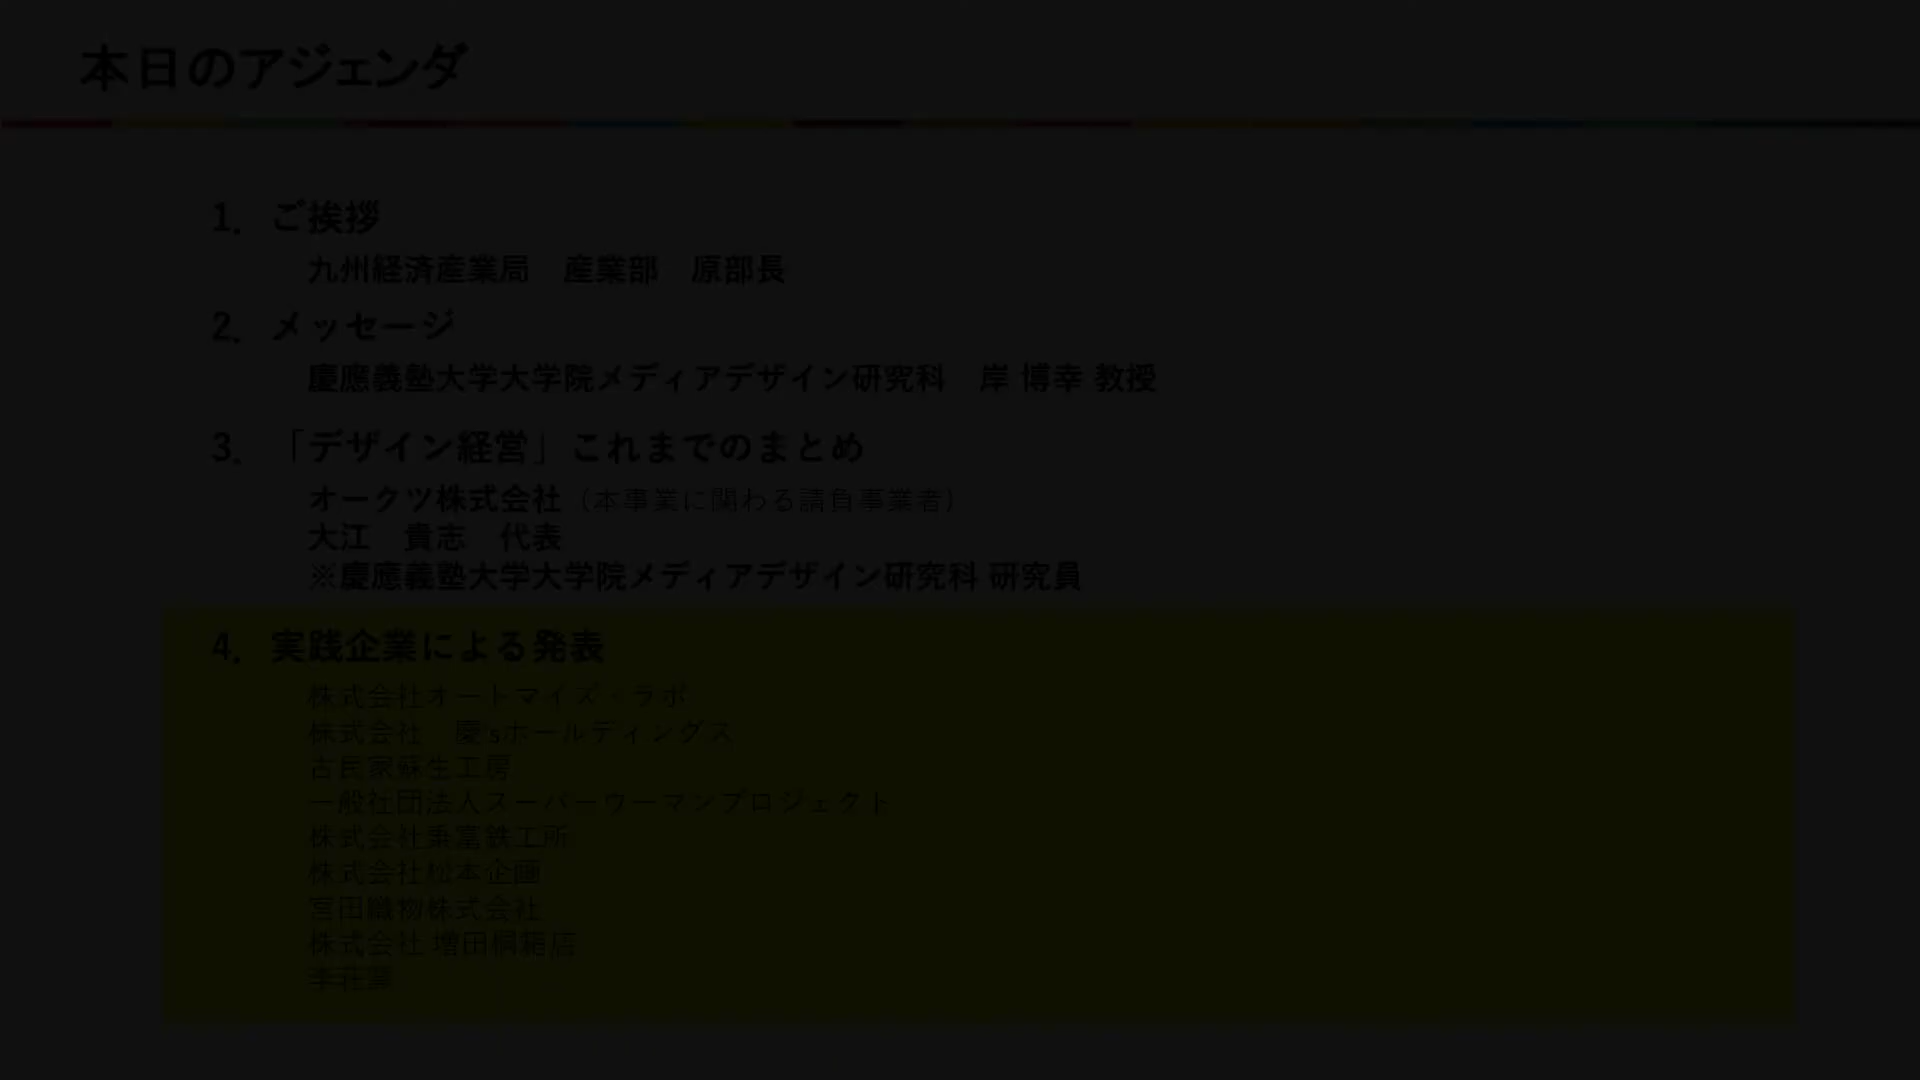 本日のアジェンダ
1. ご挨拶
九州経済産業局　産業部　原部長
2. メッセージ
慶應義塾大学大学院メディアデザイン研究科　岸 博幸 教授
3. 「デザイン経営」これまでのまとめ
オークツ株式会社（本事業に関わる請負事業者）
大江　貴志　代表
※慶應義塾大学大学院メディアデザイン研究科 研究員
4. 実践企業による発表
株式会社オートマイズ・ラボ
株式会社　慶'sホールディングス
古民家蘇生工房
一般社団法人スーパーウーマンプロジェクト
株式会社乗富鉄工所
株式会社松本企画
宮田織物株式会社
株式会社 増田桐箱店